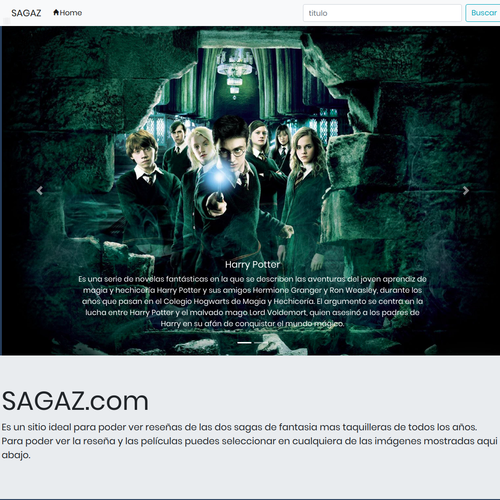 SAGAZ Home título Buscar
Harry Potter
Es una serie de novelas fantásticas en la que se describen las aventuras del joven aprendiz de
magia y hechicería Harry Potter y sus amigos Hermione Granger y Ron Weasley, durante los
años que pasan en el Colegio Hogwarts de Magia y Hechicería. El argumento se centra en la
lucha entre Harry Potter y el malvado mago Lord Voldemort, quien asesinó a los padres de
Harry en su afán de conquistar el mundo mágico.
SAGAZ.com
Es un sitio ideal para poder ver reseñas de las dos sagas de fantasia mas taquilleras de todos los años.
Para poder ver la reseña y las películas puedes seleccionar en cualquiera de las imágenes mostradas aqui
abajo.